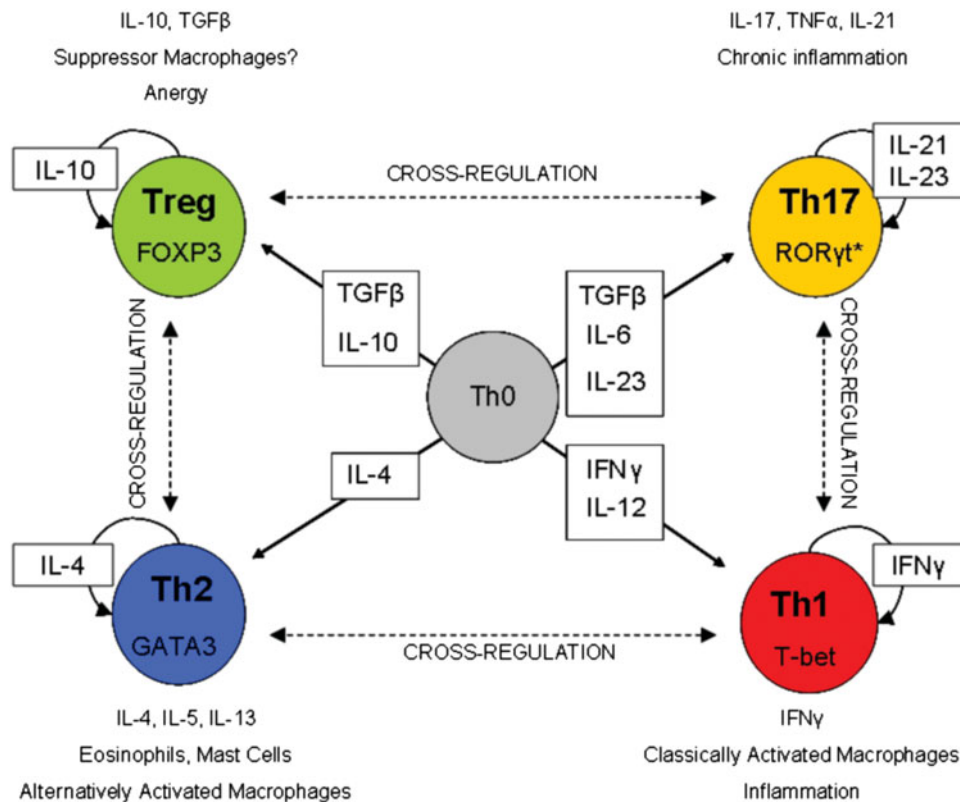 IL-10, TGFβ
Suppressor Macrophages?
Anergy
IL-17, TNFα, IL-21
Chronic inflammation
IL-10
Treg
FOXP3
CROSS-REGULATION
IL-21
IL-23
Th17
RORγt*
TGFβ
IL-10
TGFβ
IL-6
IL-23
CROSS-REGULATION
CROSS-REGULATION
Th0
IL-4
IFNγ
IL-12
IL-4
Th2
GATA3
CROSS-REGULATION
IFNγ
Th1
T-bet
IL-4, IL-5, IL-13
Eosinophils, Mast Cells
Alternatively Activated Macrophages
IFNγ
Classically Activated Macrophages
Inflammation